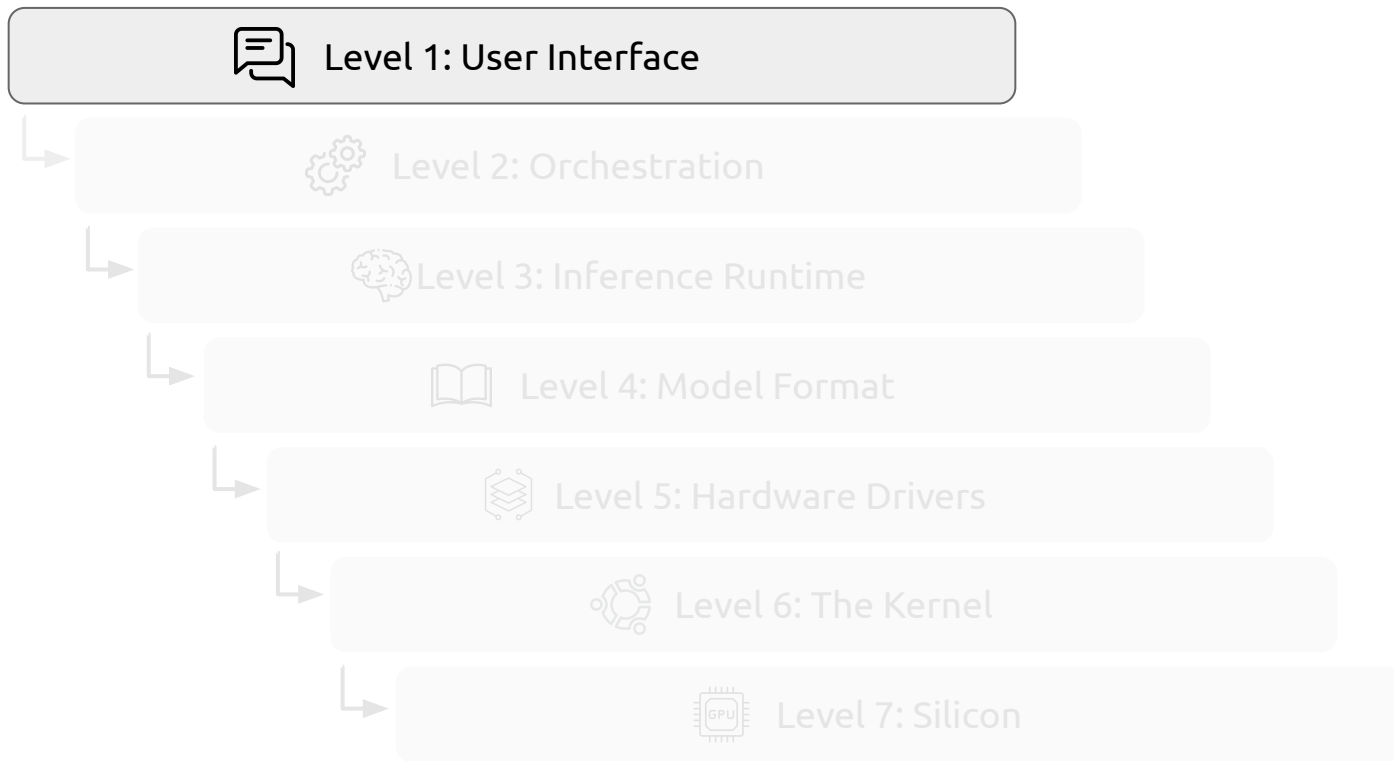 Level 1: User Interface
Level 2: Orchestration
Level 3: Inference Runtime
Level 4: Model Format
Level 5: Hardware Drivers
Level 6: The Kernel
GPU
Level 7: Silicon